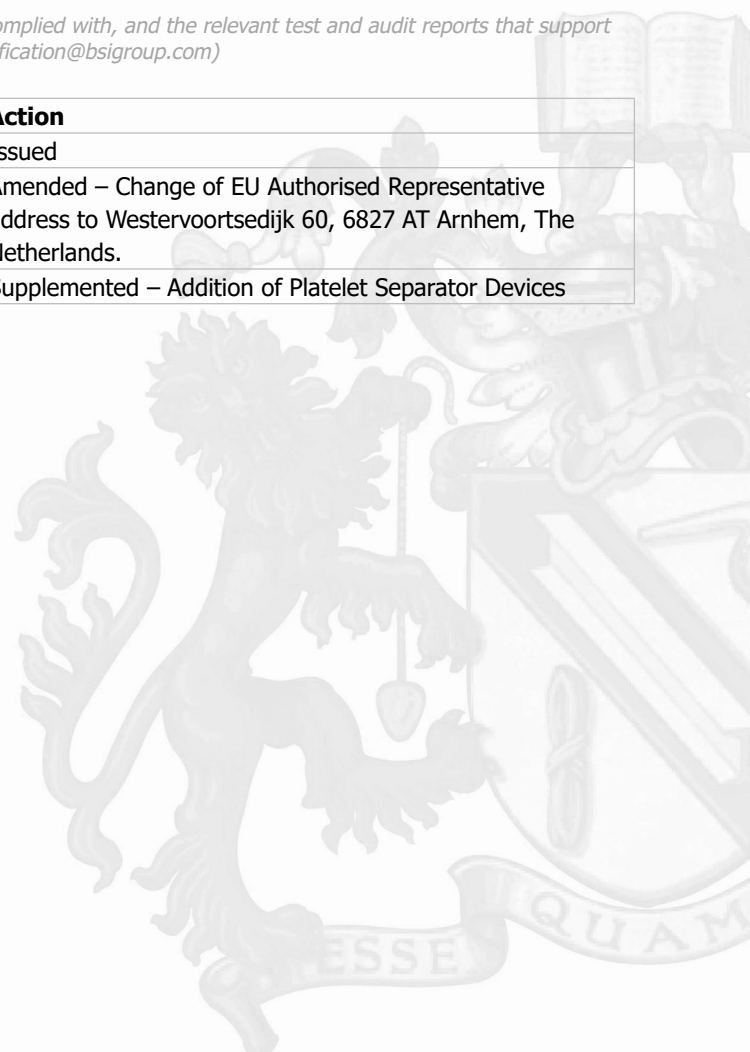 omplied with, and the relevant test and audit reports that support
fication@bsigroup.com)
Action
ssued
Amended – Change of EU Authorised Representative
address to Westervoortsedijk 60, 6827 AT Arnhem, The
Netherlands.
Supplemented – Addition of Platelet Separator Devices
ESSE QUAM